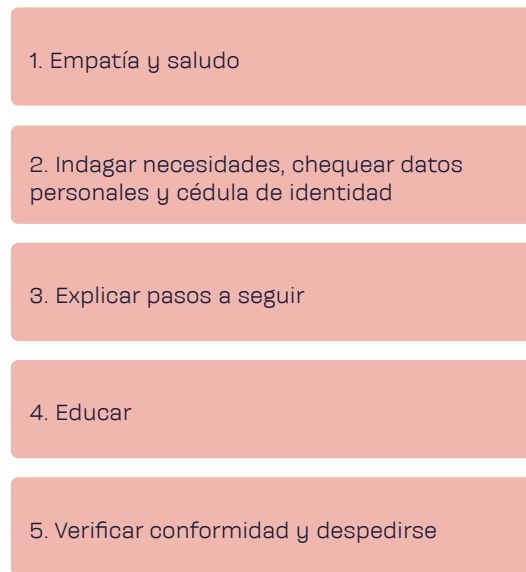 1. Empatía y saludo
2. Indagar necesidades, chequear datos
personales y cédula de identidad
3. Explicar pasos a seguir
4. Educar
5. Verificar conformidad y despedirse